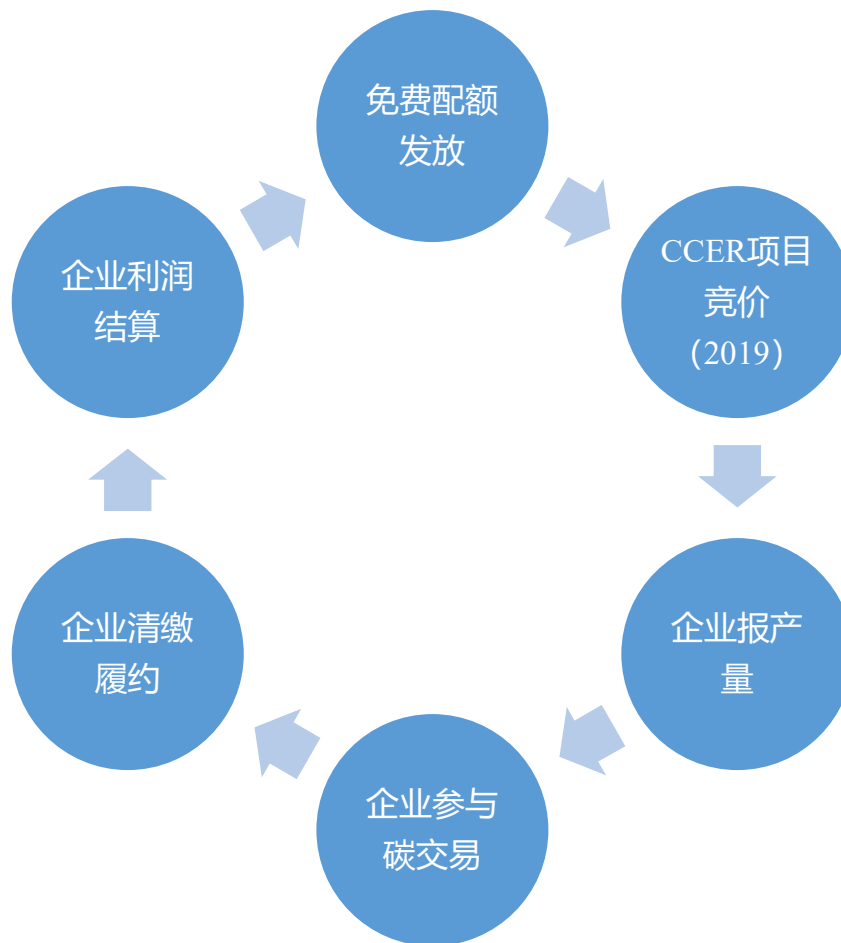 免费配额
发放
CCER项目
竞价
（2019）
企业报产
量
企业参与
碳交易
企业清缴
履约
企业利润
结算